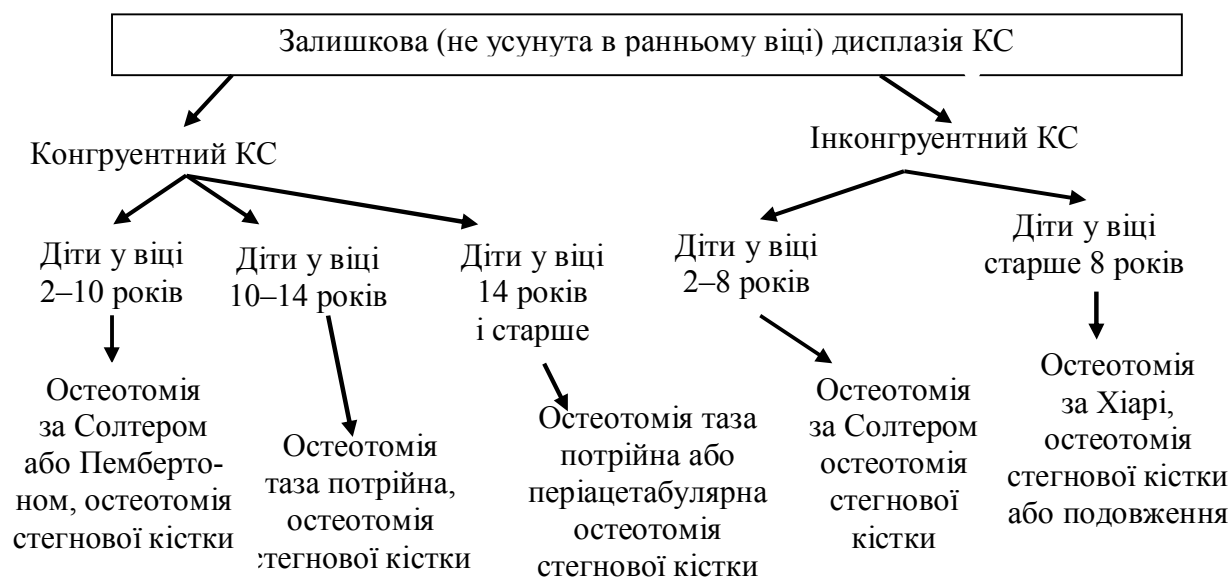 Залишкова (не усунута в ранньому віці) дисплазія КС
Конгруентний КС
Інконгруентний КС
Діти у віці
2–10 років
Діти у віці
10–14 років
Діти у віці
14 років
і старше
Діти у віці
2–8 років
Діти у віці
старше 8 років
Остеотомія
за Солтером
або Пемберто-
ном, остеотомія
стегнової кістки
Остеотомія
таза потрійна,
остеотомія
стегнової кістки
Остеотомія таза
потрійна або
періацетабулярна
остеотомія
стегнової кістки
Остеотомія
за Солтером
остеотомія
стегнової
кістки
Остеотомія
за Хіарі,
остеотомія
стегнової кістки
або подовження